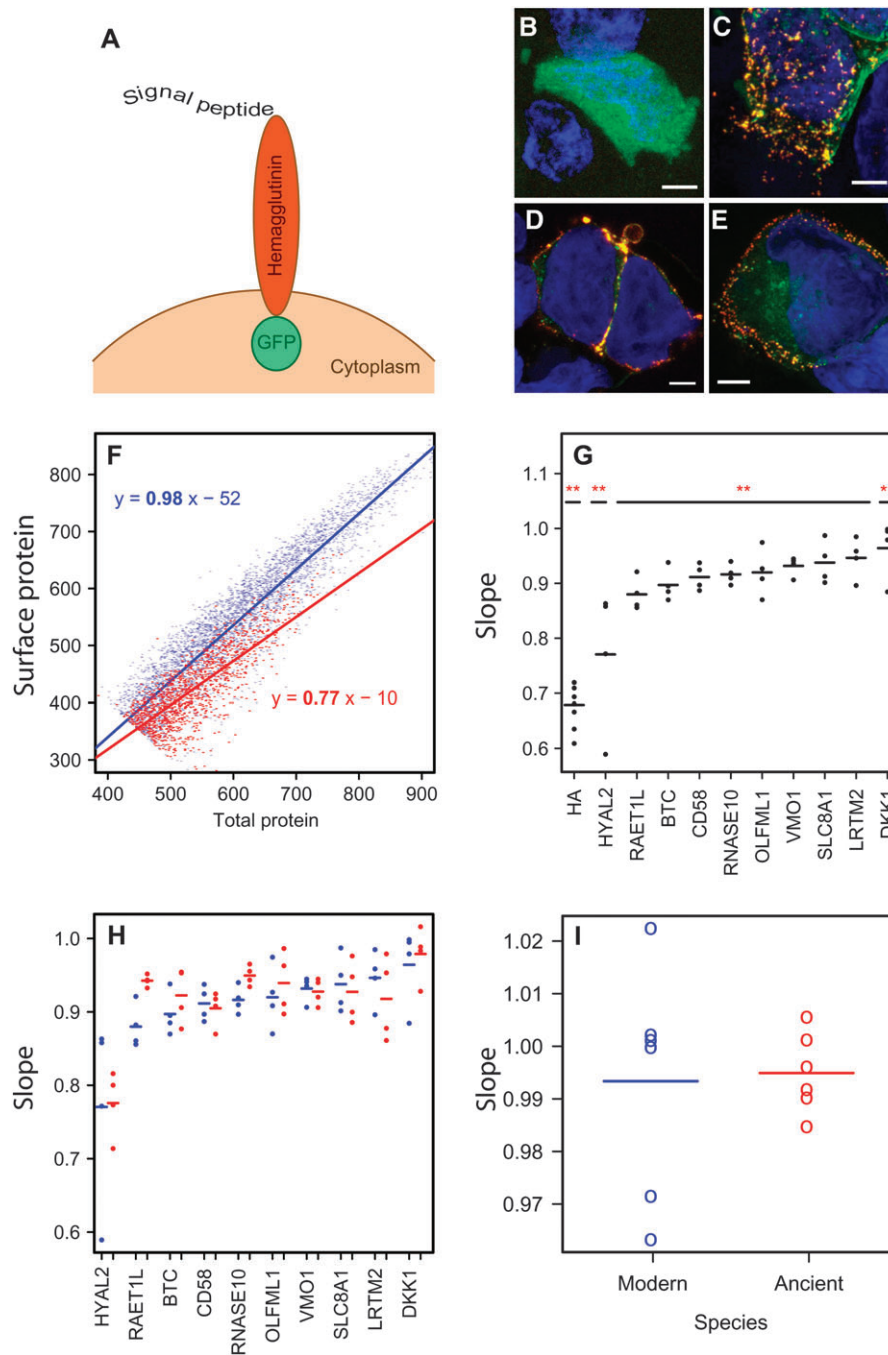 A
Signal peptide
Hemagglutinin
GFP
Cytoplasm
B
C
D
E
F
y = 0.98 x − 52
y = 0.77 x − 10
Surface protein
800
700
600
500
400
300
400 500 600 700 800 900
Total protein
G
** ** ** *
Slope
1.1
1.0
0.9
0.8
0.7
0.6
HA
HYAL2
RAET1L
BTC
CD58
RNASE10
OLFML1
VMO1
SLC8A1
LRTM2
DKK1
H
Slope
1.0
0.9
0.8
0.7
0.6
HYAL2
RAET1L
BTC
CD58
RNASE10
OLFML1
VMO1
SLC8A1
LRTM2
DKK1
I
Slope
1.02
1.01
1.00
0.99
0.98
0.97
Modern Ancient
Species